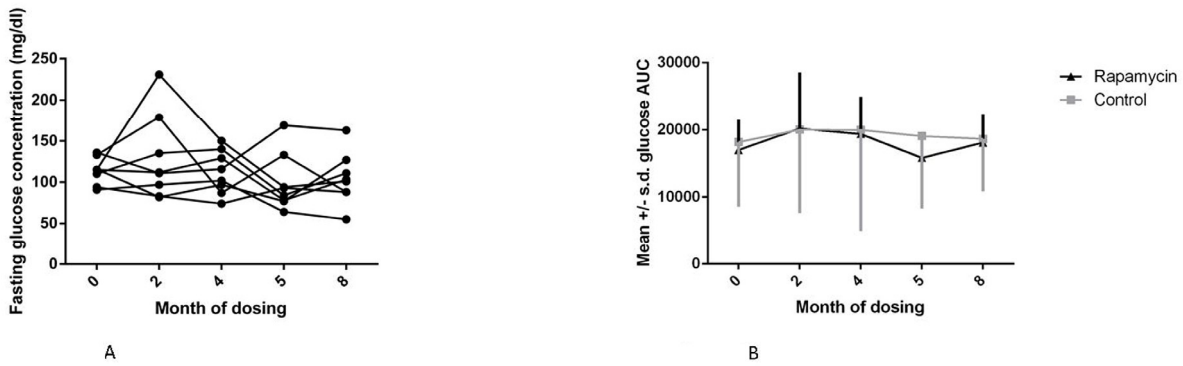 Fasting glucose concentration (mg/dl)
250
200
150
100
50
0
0
2
4
5
8
Month of dosing
A
Mean +/- s.d. glucose AUC
30000
20000
10000
0
0
2
4
5
8
Month of dosing
B
Rapamycin
Control